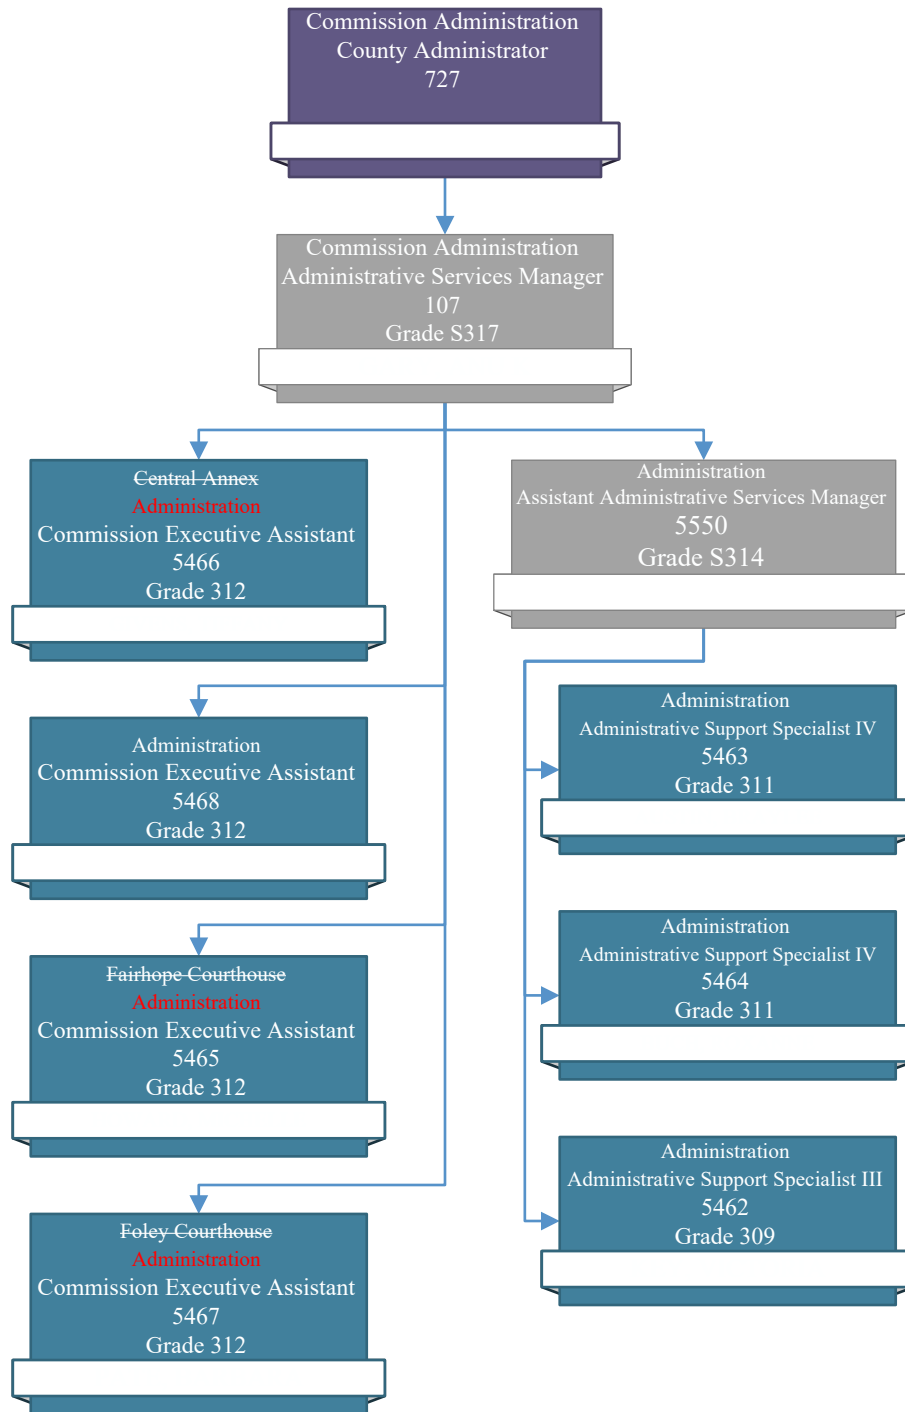 Commission Administration
County Administrator
727
Commission Administration
Administrative Services Manager
107
Grade S317
Central Annex
Administration
Commission Executive Assistant
5466
Grade 312
Administration
Assistant Administrative Services Manager
5550
Grade S314
Administration
Commission Executive Assistant
5468
Grade 312
Administration
Administrative Support Specialist IV
5463
Grade 311
Fairhope Courthouse
Administration
Commission Executive Assistant
5465
Grade 312
Administration
Administrative Support Specialist IV
5464
Grade 311
Foley Courthouse
Administration
Commission Executive Assistant
5467
Grade 312
Administration
Administrative Support Specialist III
5462
Grade 309